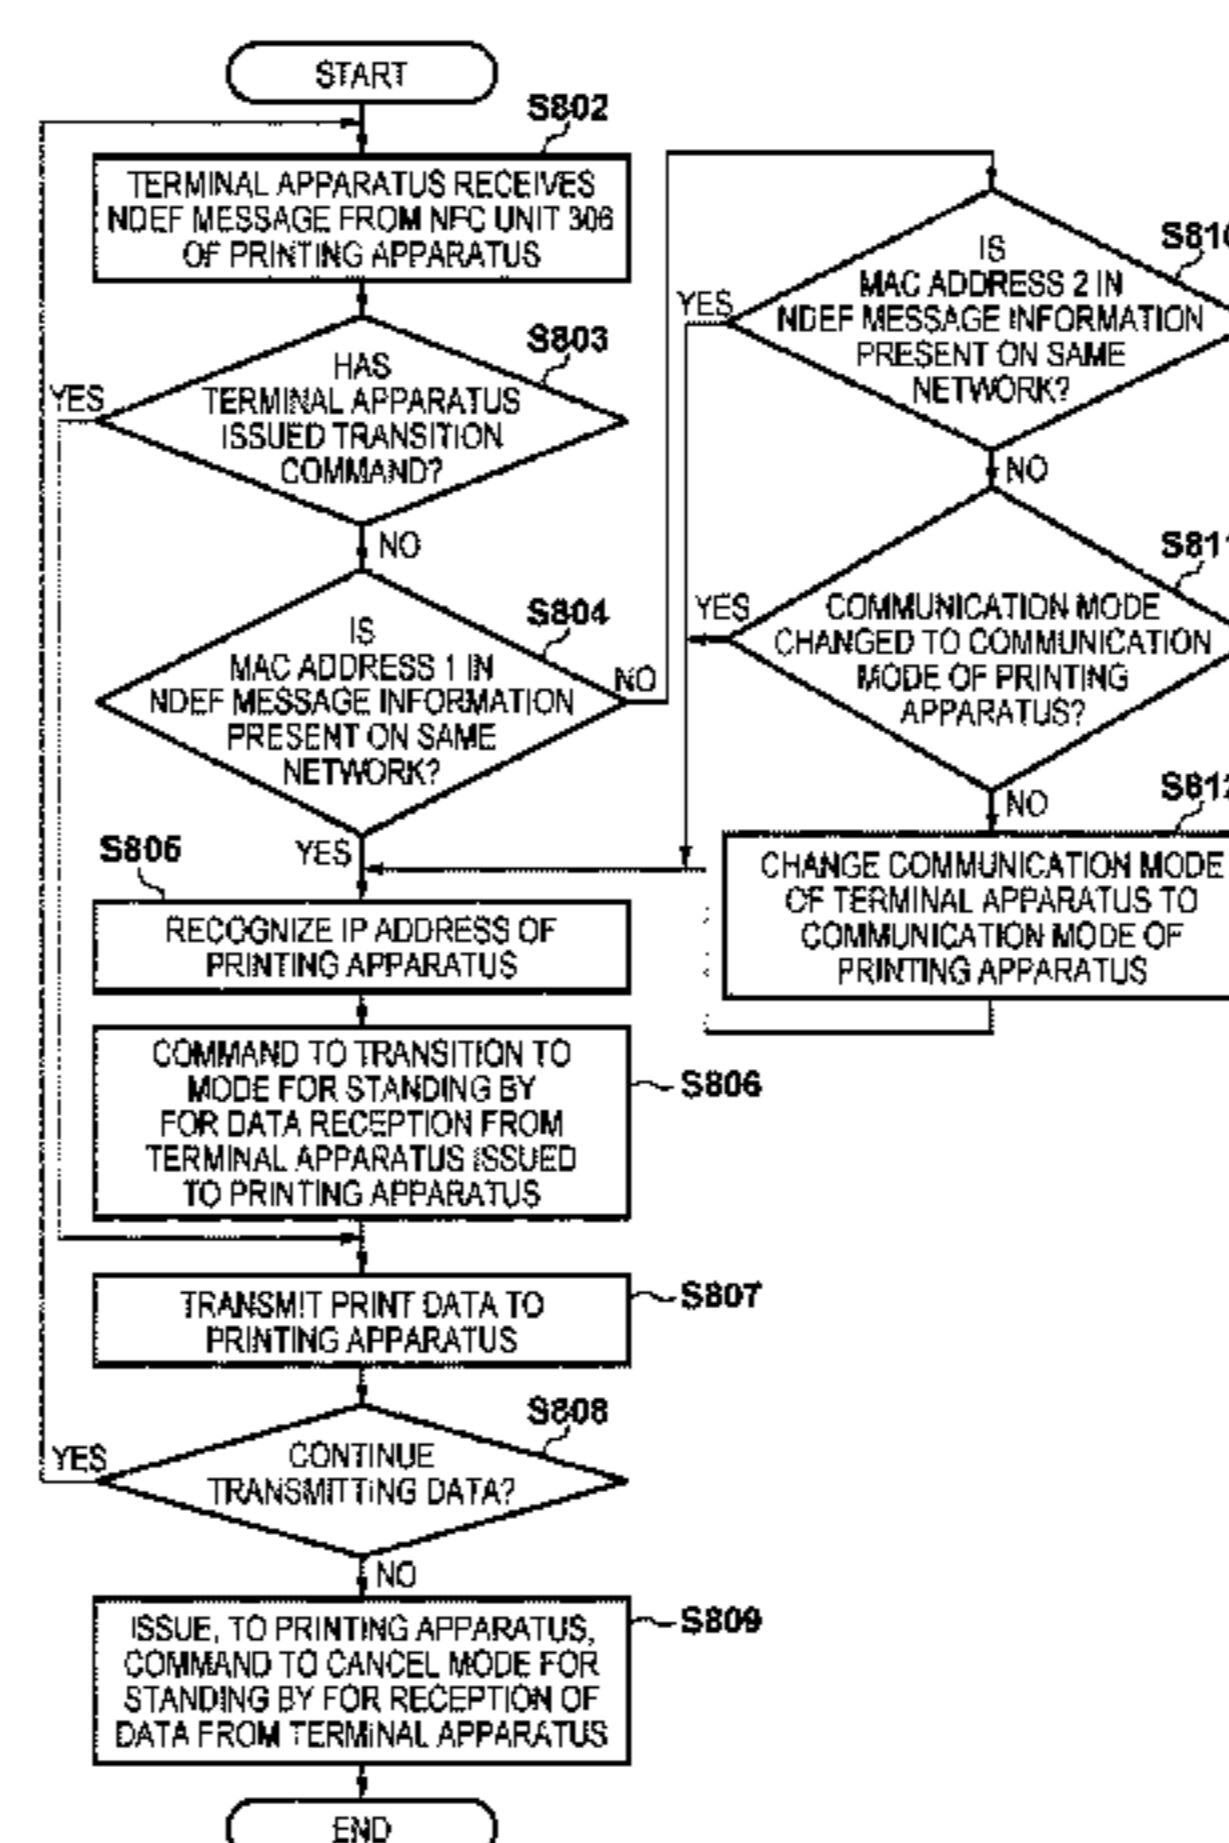 START
S802
TERMINAL APPARATUS RECEIVES
NDEF MESSAGE FROM NFC UNIT 306
OF PRINTING APPARATUS
S803
HAS
TERMINAL APPARATUS
ISSUED TRANSITION
COMMAND?
YES
NO
S804
IS
MAC ADDRESS 1 IN
NDEF MESSAGE INFORMATION
PRESENT ON SAME
NETWORK?
NO
YES
S805
RECOGNIZE IP ADDRESS OF
PRINTING APPARATUS
COMMAND TO TRANSITION TO
MODE FOR STANDING BY
FOR DATA RECEPTION FROM
TERMINAL APPARATUS ISSUED
TO PRINTING APPARATUS
S806
TRANSMIT PRINT DATA TO
PRINTING APPARATUS
S807
S808
CONTINUE
TRANSMITTING DATA?
YES
NO
ISSUE, TO PRINTING APPARATUS,
COMMAND TO CANCEL MODE FOR
STANDING BY FOR RECEPTION OF
DATA FROM TERMINAL APPARATUS
S809
END
S810
IS
MAC ADDRESS 2 IN
NDEF MESSAGE INFORMATION
PRESENT ON SAME
NETWORK?
YES
NO
S811
COMMUNICATION MODE
CHANGED TO COMMUNICATION
MODE OF PRINTING
APPARATUS?
YES
NO
S812
CHANGE COMMUNICATION MODE
OF TERMINAL APPARATUS TO
COMMUNICATION MODE OF
PRINTING APPARATUS